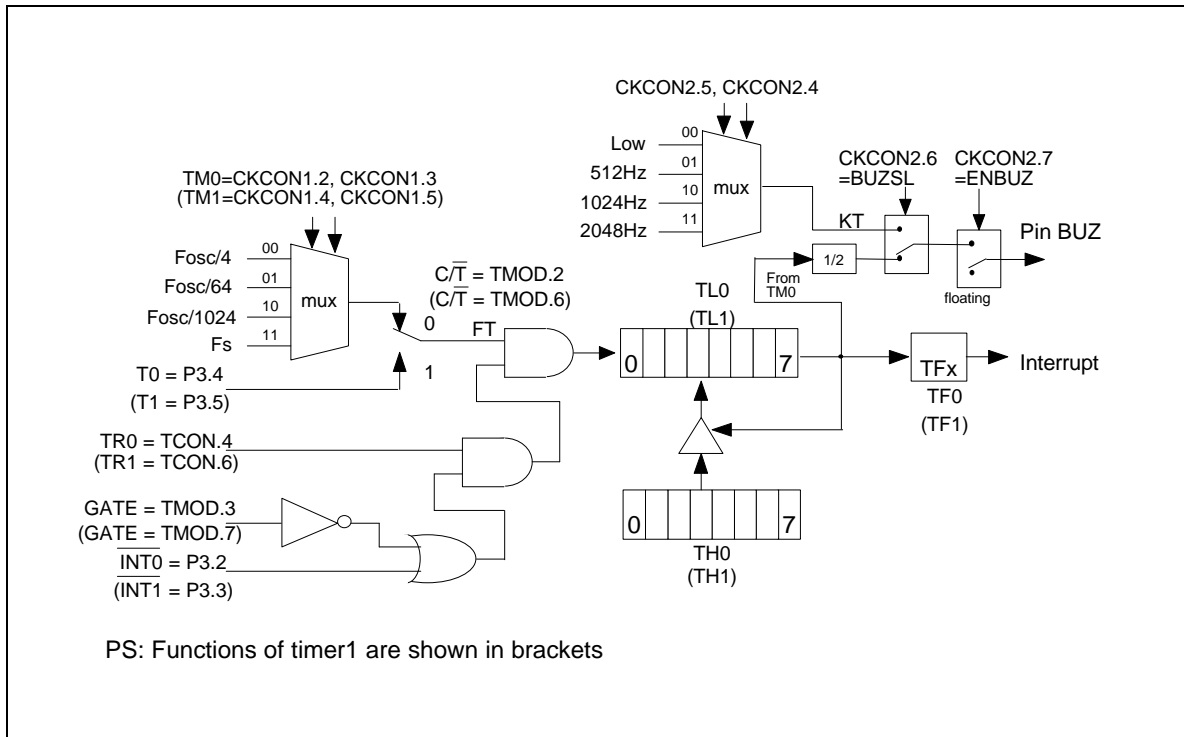 CKCON2.5, CKCON2.4
Low
00
512Hz
01
1024Hz
10
2048Hz
11
mux
CKCON2.6
=BUZSL
CKCON2.7
=ENBUZ
KT
Pin BUZ
1/2
From
TM0
floating
TM0=CKCON1.2, CKCON1.3
(TM1=CKCON1.4, CKCON1.5)
Fosc/4
00
Fosc/64
01
Fosc/1024
10
Fs
11
mux
C/T̅ = TMOD.2
(C/T̅ = TMOD.6)
0
FT
1
T0 = P3.4
(T1 = P3.5)
TL0
(TL1)
0
7
TFx
Interrupt
TF0
(TF1)
TR0 = TCON.4
(TR1 = TCON.6)
GATE = TMOD.3
(GATE = TMOD.7)
I̅N̅T̅0̅ = P3.2
(I̅N̅T̅1̅ = P3.3)
0
7
TH0
(TH1)
PS: Functions of timer1 are shown in brackets